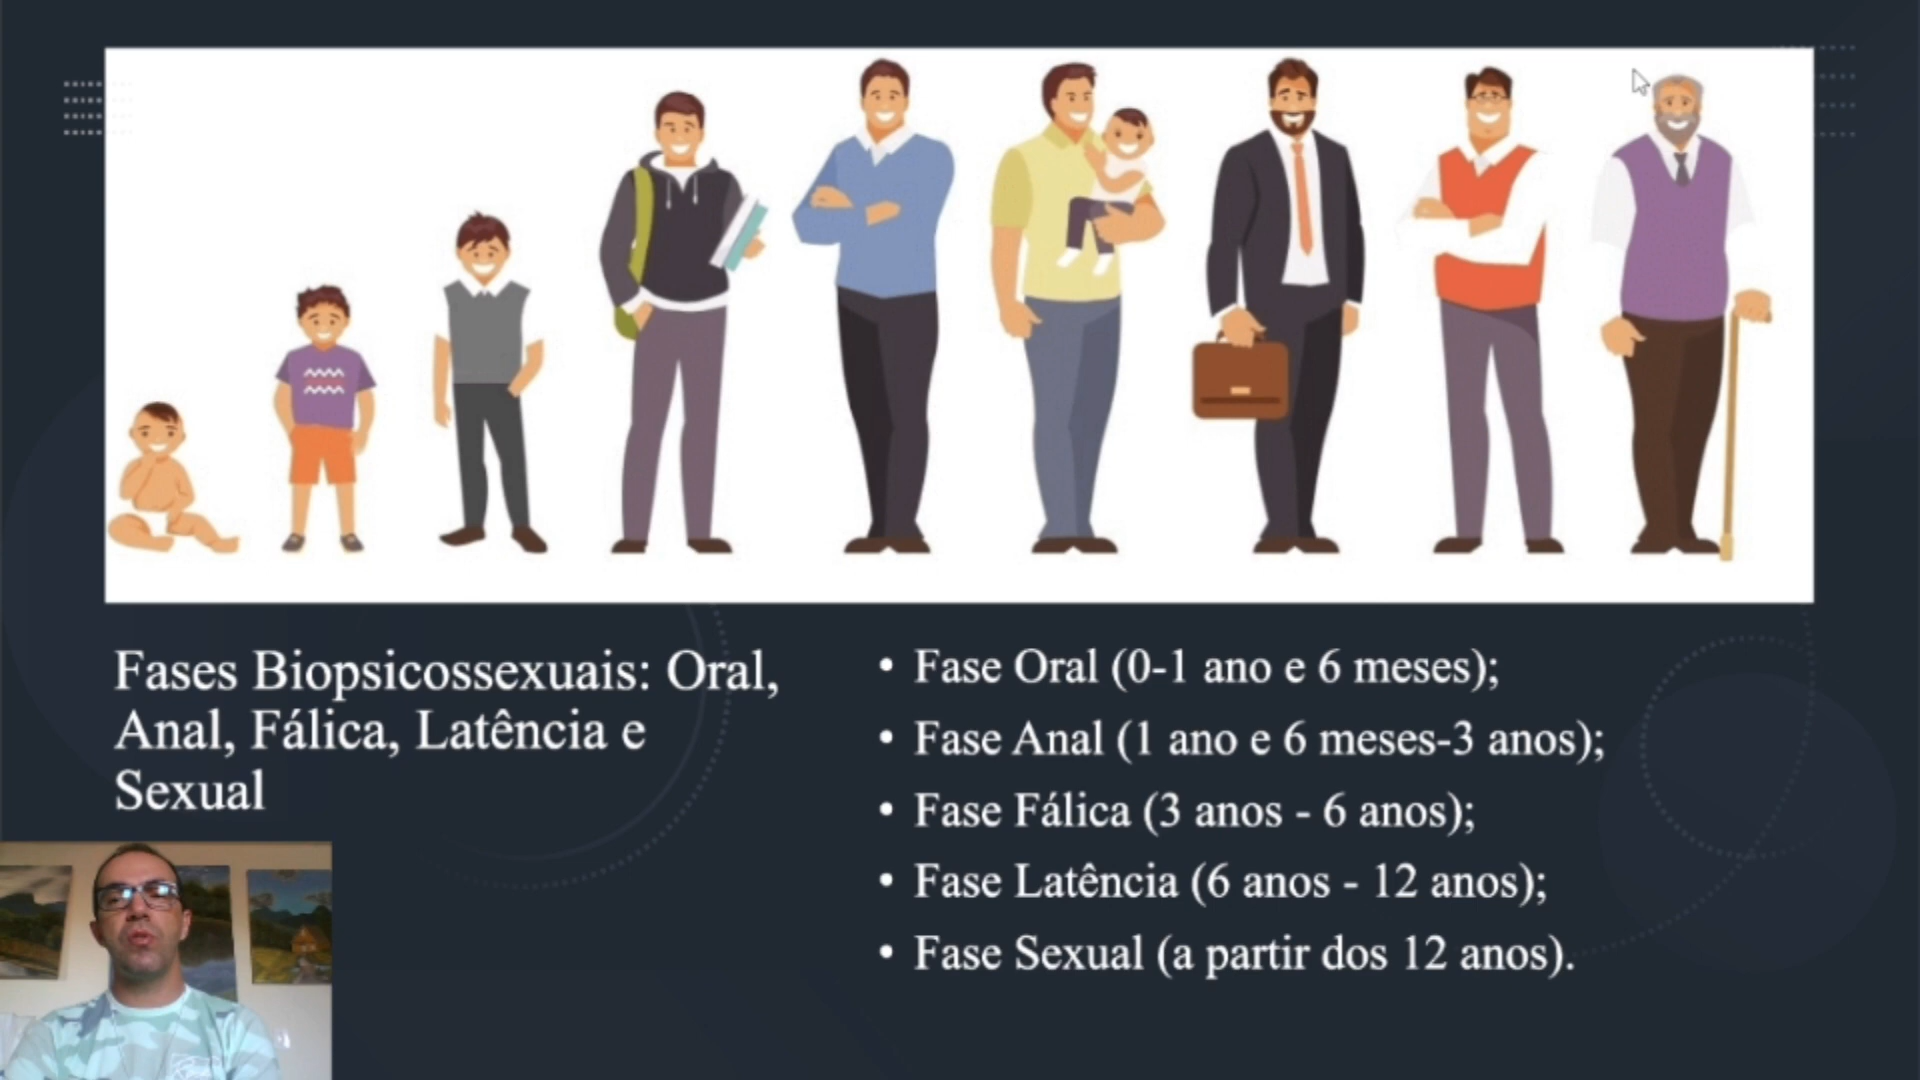 Fases Biopsicossexuais: Oral,
Anal, Fálica, Latência e
Sexual
• Fase Oral (0-1 ano e 6 meses);
• Fase Anal (1 ano e 6 meses-3 anos);
• Fase Fálica (3 anos - 6 anos);
• Fase Latência (6 anos - 12 anos);
• Fase Sexual (a partir dos 12 anos).